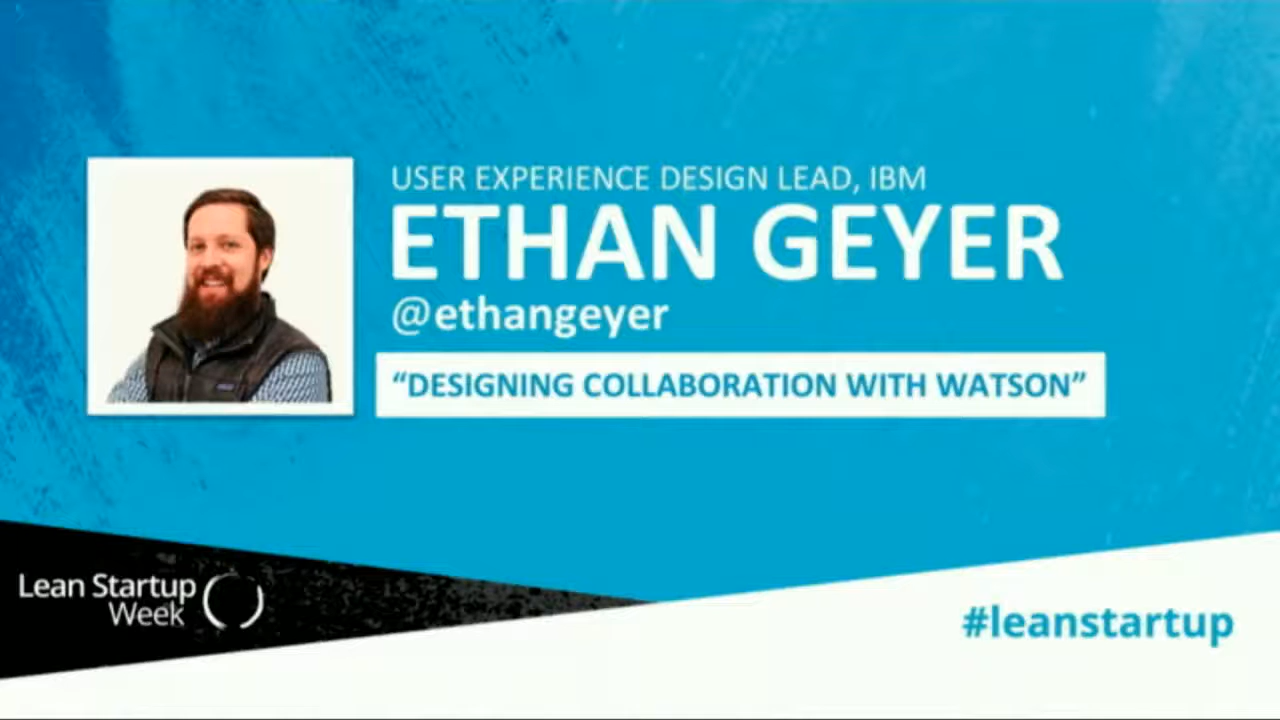 USER EXPERIENCE DESIGN LEAD, IBM
ETHAN GEYER
@ethangeyer
“DESIGNING COLLABORATION WITH WATSON”
Lean Startup
Week
#leanstartup